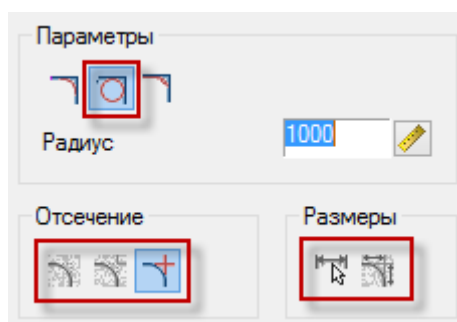 Параметры
Радиус 1000
Отсечение Размеры